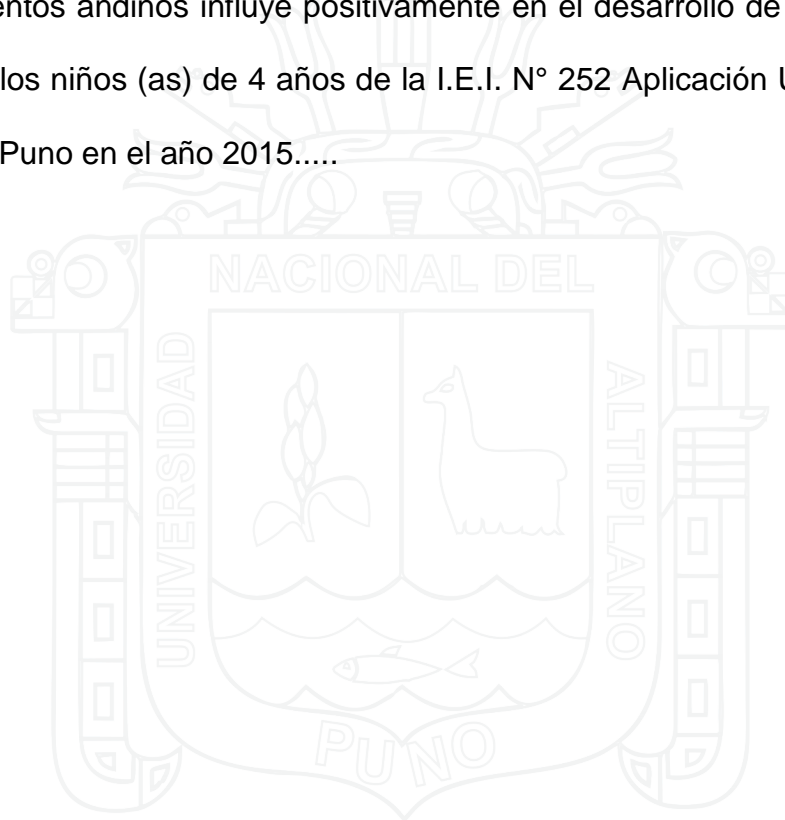 entos andinos influye positivamente en el desarrollo de
los niños (as) de 4 años de la I.E.I. N° 252 Aplicación
Puno en el año 2015.....
NACIONAL DEL
UNIVERSIDAD
ALTIPLANO
PUNO